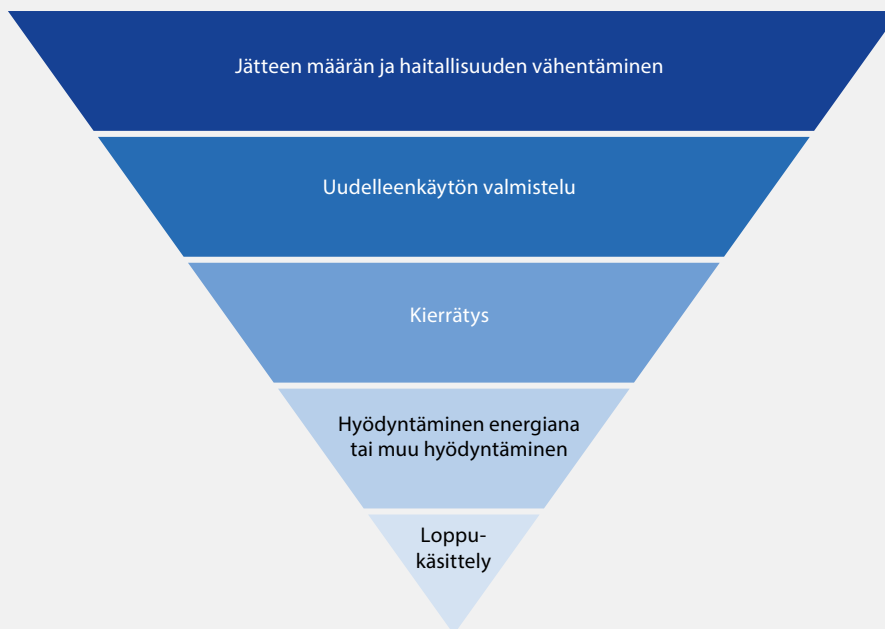 Jätteen määrän ja haitallisuuden vähentäminen
Uudelleenkäytön valmistelu
Kierrätys
Hyödyntäminen energiana
tai muu hyödyntäminen
Loppu-
käsittely